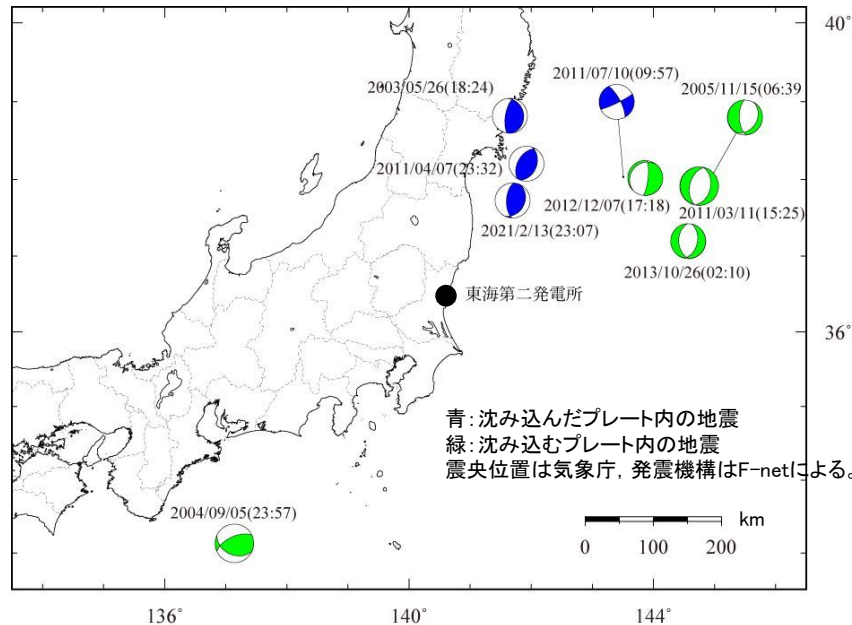 40°
2011/07/10(09:57)
2003/05/26(18:24)
2005/11/15(06:39
2011/04/07(23:32)
2012/12/07(17:18)
2011/03/11(15:25)
2021/2/13(23:07)
2013/10/26(02:10)
東海第二発電所
36°
青:沈み込んだプレート内の地震
緑:沈み込むプレート内の地震
震央位置は気象庁,発震機構はF-netによる。
2004/09/05(23:57)
km
0 100 200
136° 140° 144°